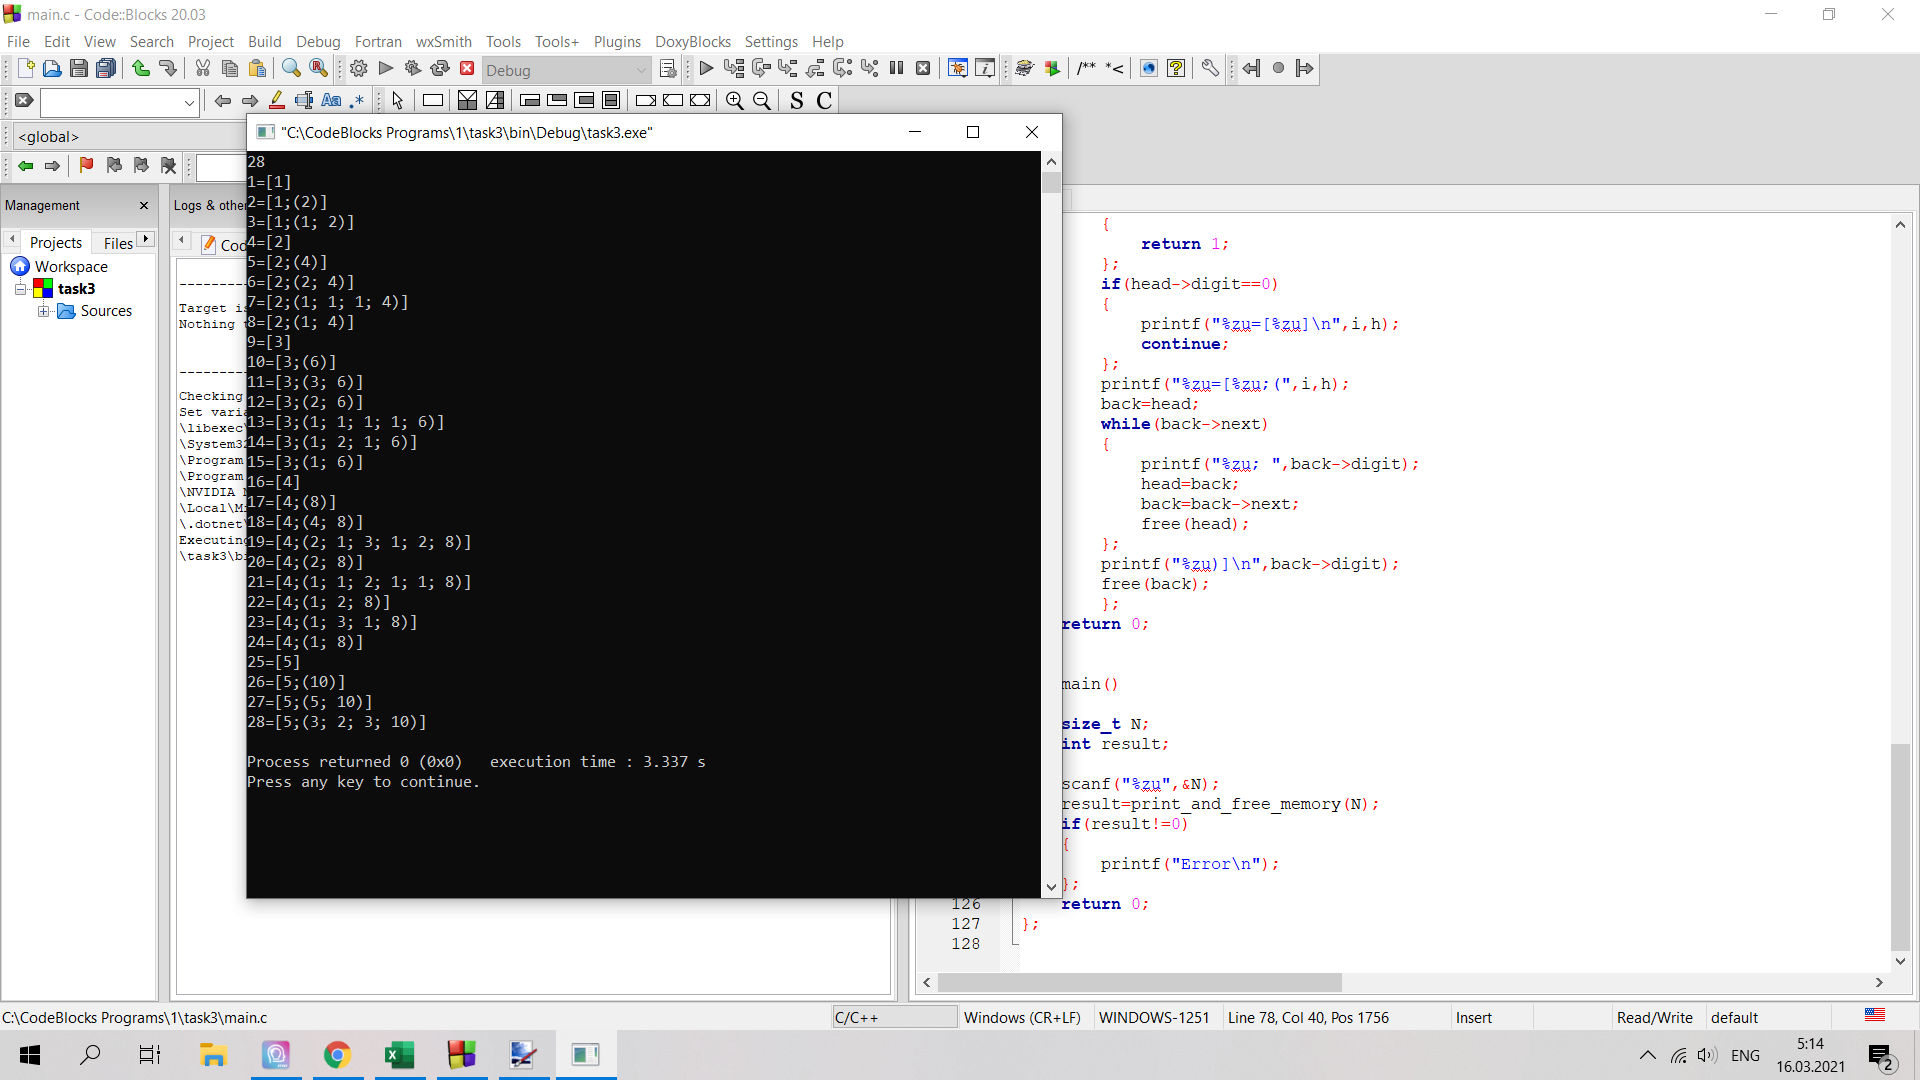 main.c - Code::Blocks 20.03
File Edit View Search Project Build Debug Fortran wxSmith Tools Tools+ Plugins DoxyBlocks Settings Help
Debug
/** *<
Aa .*
S C
<global>
"C:\CodeBlocks Programs\1\task3\bin\Debug\task3.exe"
Management
Projects Files
Workspace
task3
Sources
Logs & othe
Target is
Nothing
Checking
Set varia
\libexec
\System32
\Program
\Program
\NVIDIA
\Local\M
\.dotnet\
Executing
\task3\bi
28
1=[1]
2=[1;(2)]
3=[1;(1; 2)]
4=[2]
5=[2;(4)]
6=[2;(2; 4)]
7=[2;(1; 1; 1; 4)]
8=[2;(1; 4)]
9=[3]
10=[3;(6)]
11=[3;(3; 6)]
12=[3;(2; 6)]
13=[3;(1; 1; 1; 1; 6)]
14=[3;(1; 2; 1; 6)]
15=[3;(1; 6)]
16=[4]
17=[4;(8)]
18=[4;(4; 8)]
19=[4;(2; 1; 3; 1; 2; 8)]
20=[4;(2; 8)]
21=[4;(1; 1; 2; 1; 1; 8)]
22=[4;(1; 2; 8)]
23=[4;(1; 3; 1; 8)]
24=[4;(1; 8)]
25=[5]
26=[5;(10)]
27=[5;(5; 10)]
28=[5;(3; 2; 3; 10)]
Process returned 0 (0x0)   execution time : 3.337 s
Press any key to continue.
{
return 1;
};
if(head->digit==0)
{
printf("%zu=[%zu]\n",i,h);
continue;
};
printf("%zu=[%zu;(",i,h);
back=head;
while(back->next)
{
printf("%zu; ",back->digit);
head=back;
back=back->next;
free(head);
};
printf("%zu)]\n",back->digit);
free(back);
};
return 0;
main()
size_t N;
int result;
scanf("%zu",&N);
result=print_and_free_memory(N);
if(result!=0)
{
printf("Error\n");
};
126 return 0;
127 };
128
C:\CodeBlocks Programs\1\task3\main.c C/C++ Windows (CR+LF) WINDOWS-1251 Line 78, Col 40, Pos 1756 Insert Read/Write default
ENG
5:14
16.03.2021
2